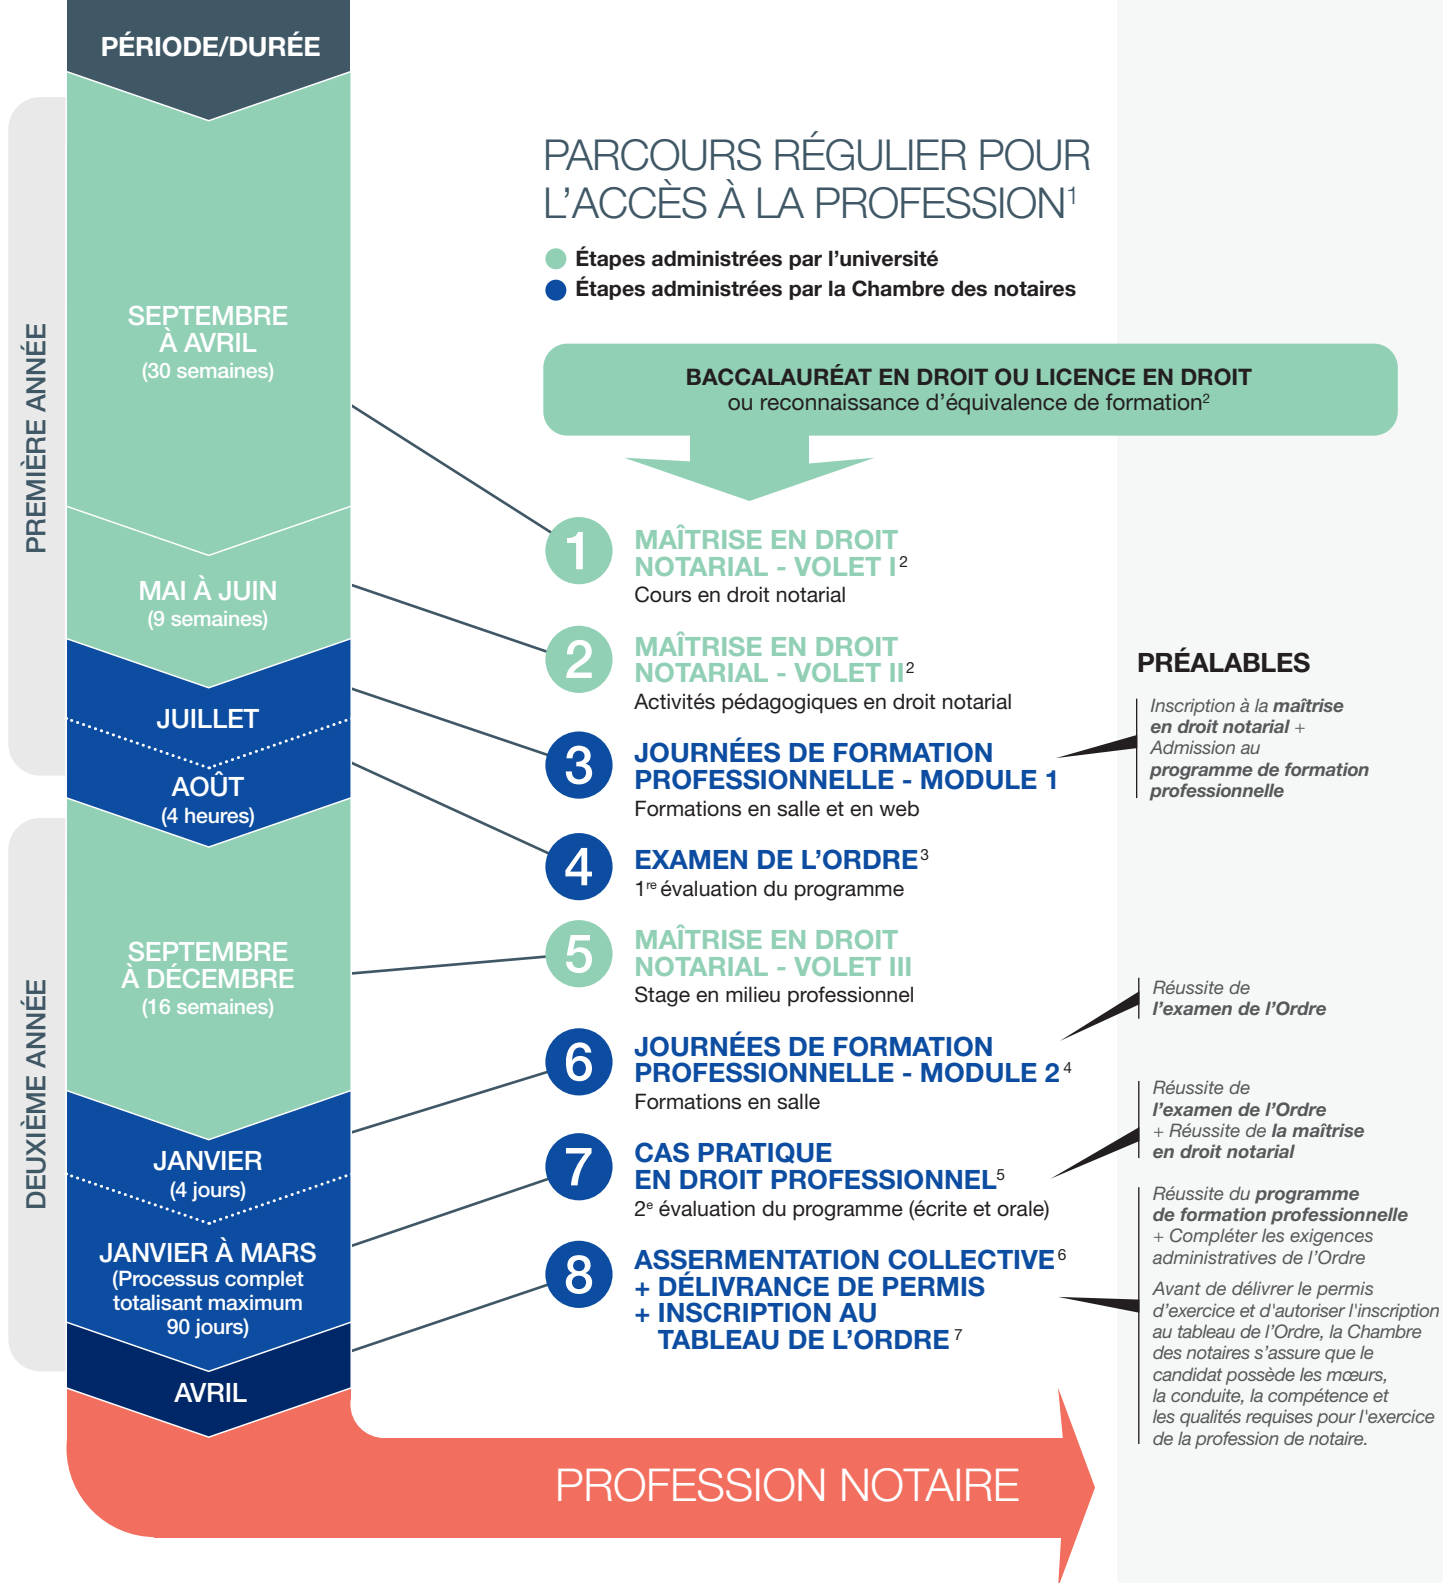 PÉRIODE/DURÉE
PREMIÈRE ANNÉE
SEPTEMBRE
À AVRIL
(30 semaines)
MAI À JUIN
(9 semaines)
JUILLET
AOÛT
(4 heures)
DEUXIÈME ANNÉE
SEPTEMBRE
À DÉCEMBRE
(16 semaines)
JANVIER
(4 jours)
JANVIER À MARS
(Processus complet
totalisant maximum
90 jours)
AVRIL
PARCOURS RÉGULIER POUR
L’ACCÈS À LA PROFESSION¹
Étapes administrées par l’université
Étapes administrées par la Chambre des notaires
BACCALAURÉAT EN DROIT OU LICENCE EN DROIT
ou reconnaissance d’équivalence de formation²
1
MAÎTRISE EN DROIT
NOTARIAL - VOLET I²
Cours en droit notarial
2
MAÎTRISE EN DROIT
NOTARIAL - VOLET II²
Activités pédagogiques en droit notarial
3
JOURNÉES DE FORMATION
PROFESSIONNELLE - MODULE 1
Formations en salle et en web
4
EXAMEN DE L’ORDRE³
1re évaluation du programme
5
MAÎTRISE EN DROIT
NOTARIAL - VOLET III
Stage en milieu professionnel
6
JOURNÉES DE FORMATION
PROFESSIONNELLE - MODULE 2⁴
Formations en salle
7
CAS PRATIQUE
EN DROIT PROFESSIONNEL⁵
2e évaluation du programme (écrite et orale)
8
ASSERMENTATION COLLECTIVE⁶
+ DÉLIVRANCE DE PERMIS
+ INSCRIPTION AU
TABLEAU DE L’ORDRE⁷
PRÉALABLES
Inscription à la maîtrise
en droit notarial +
Admission au
programme de formation
professionnelle
Réussite de
l’examen de l’Ordre
Réussite de
l’examen de l’Ordre
+ Réussite de la maîtrise
en droit notarial
Réussite du programme
de formation professionnelle
+ Compléter les exigences
administratives de l’Ordre
Avant de délivrer le permis
d’exercice et d'autoriser l'inscription
au tableau de l’Ordre, la Chambre
des notaires s’assure que le
candidat possède les mœurs,
la conduite, la compétence et
les qualités requises pour l'exercice
de la profession de notaire.
PROFESSION NOTAIRE